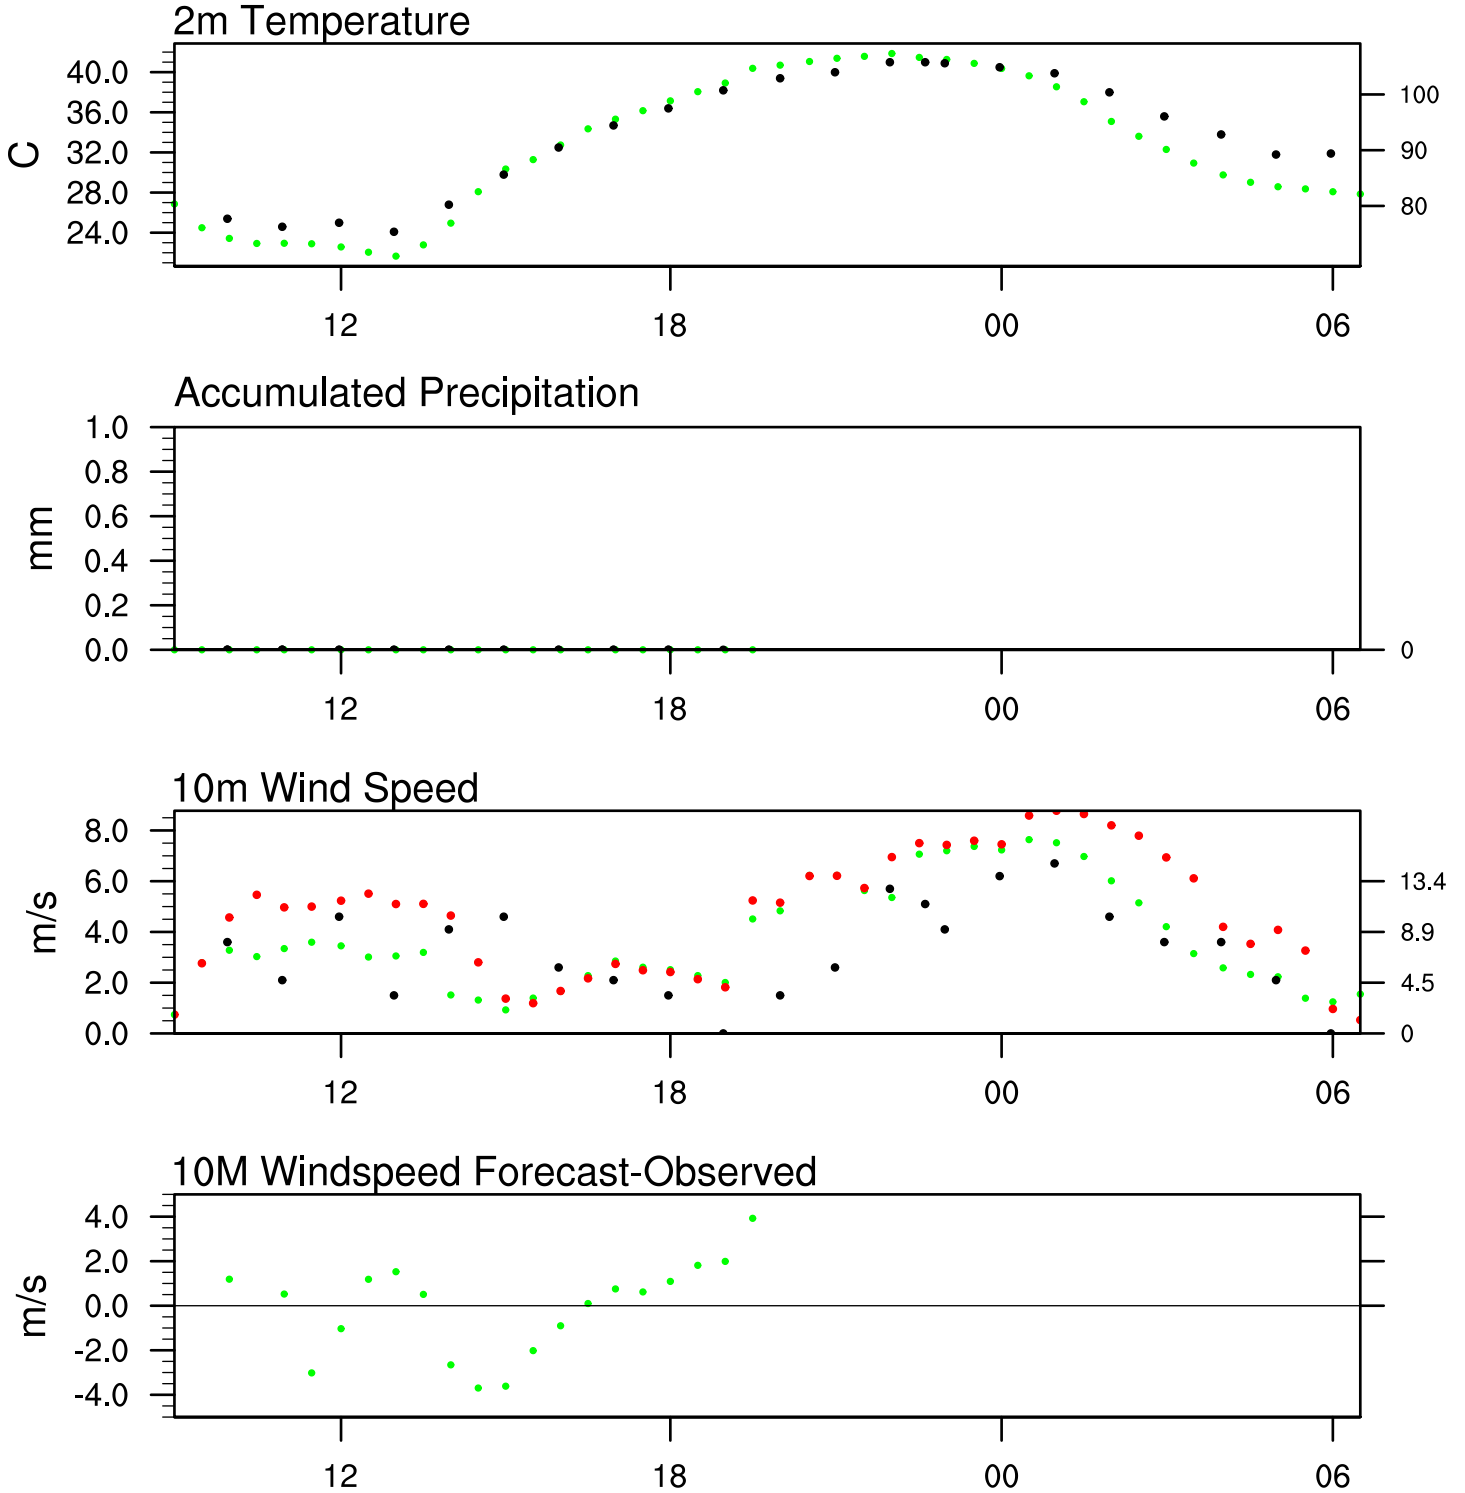 2m Temperature
C
40.0
36.0
32.0
28.0
24.0
100
90
80
12 18 00 06
Accumulated Precipitation
mm
1.0
0.8
0.6
0.4
0.2
0.0
0
12 18 00 06
10m Wind Speed
m/s
8.0
6.0
4.0
2.0
0.0
13.4
8.9
4.5
0
12 18 00 06
10M Windspeed Forecast-Observed
m/s
4.0
2.0
0.0
-2.0
-4.0
12 18 00 06